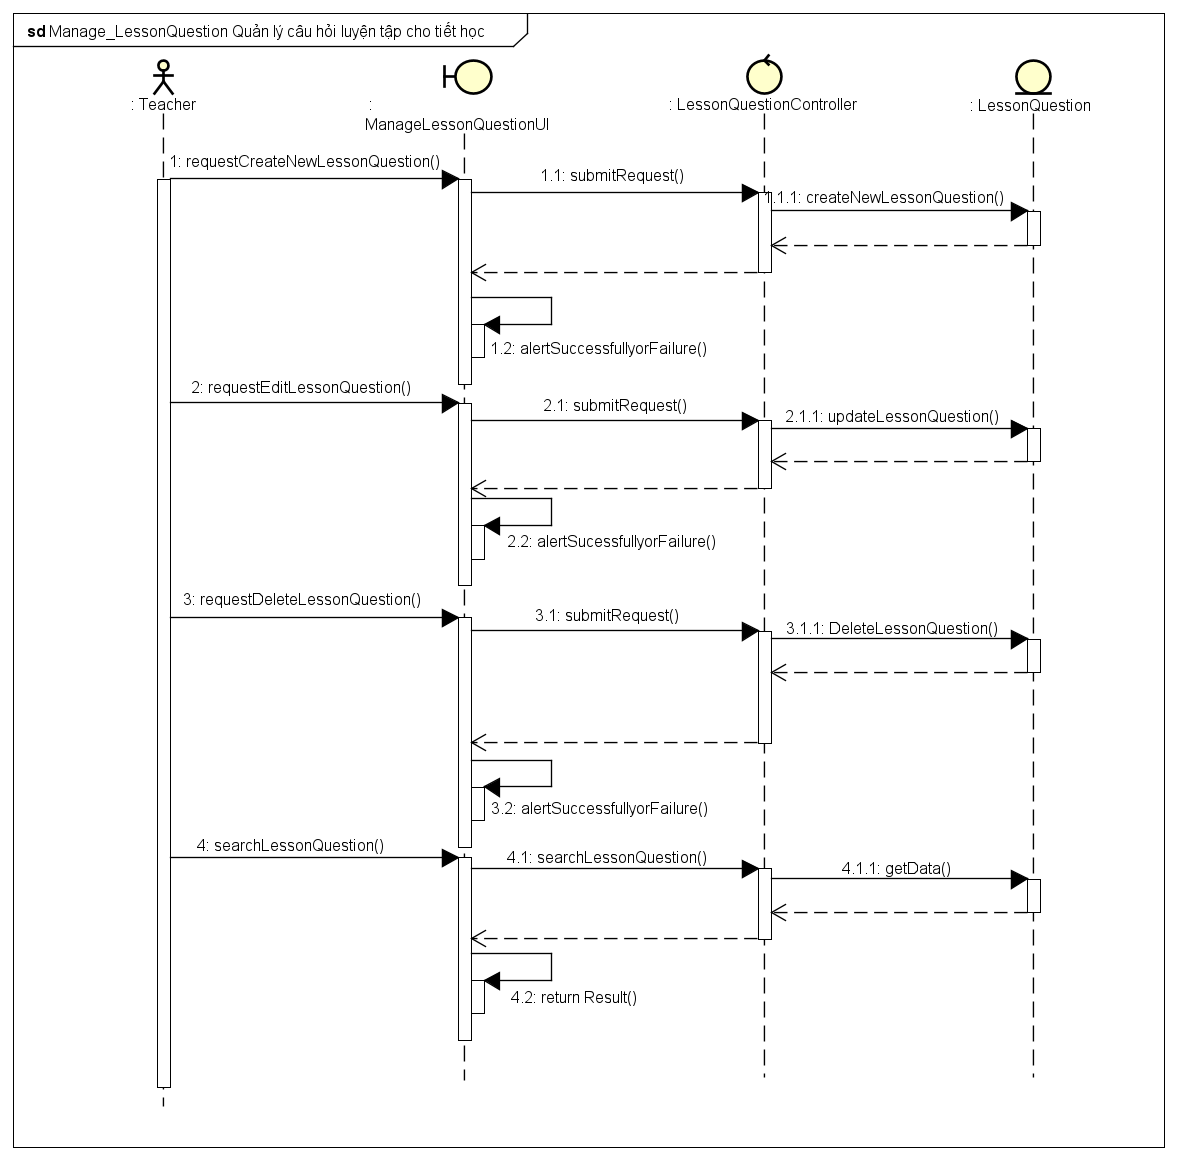 sd Manage_LessonQuestion Quản lý câu hỏi luyện tập cho tiết học
: Teacher
:
ManageLessonQuestionUI
: LessonQuestionController
: LessonQuestion
1: requestCreateNewLessonQuestion()
1.1: submitRequest()
1.1.1: createNewLessonQuestion()
1.2: alertSuccessfullyorFailure()
2: requestEditLessonQuestion()
2.1: submitRequest()
2.1.1: updateLessonQuestion()
2.2: alertSucessfullyorFailure()
3: requestDeleteLessonQuestion()
3.1: submitRequest()
3.1.1: DeleteLessonQuestion()
3.2: alertSuccessfullyorFailure()
4: searchLessonQuestion()
4.1: searchLessonQuestion()
4.1.1: getData()
4.2: return Result()